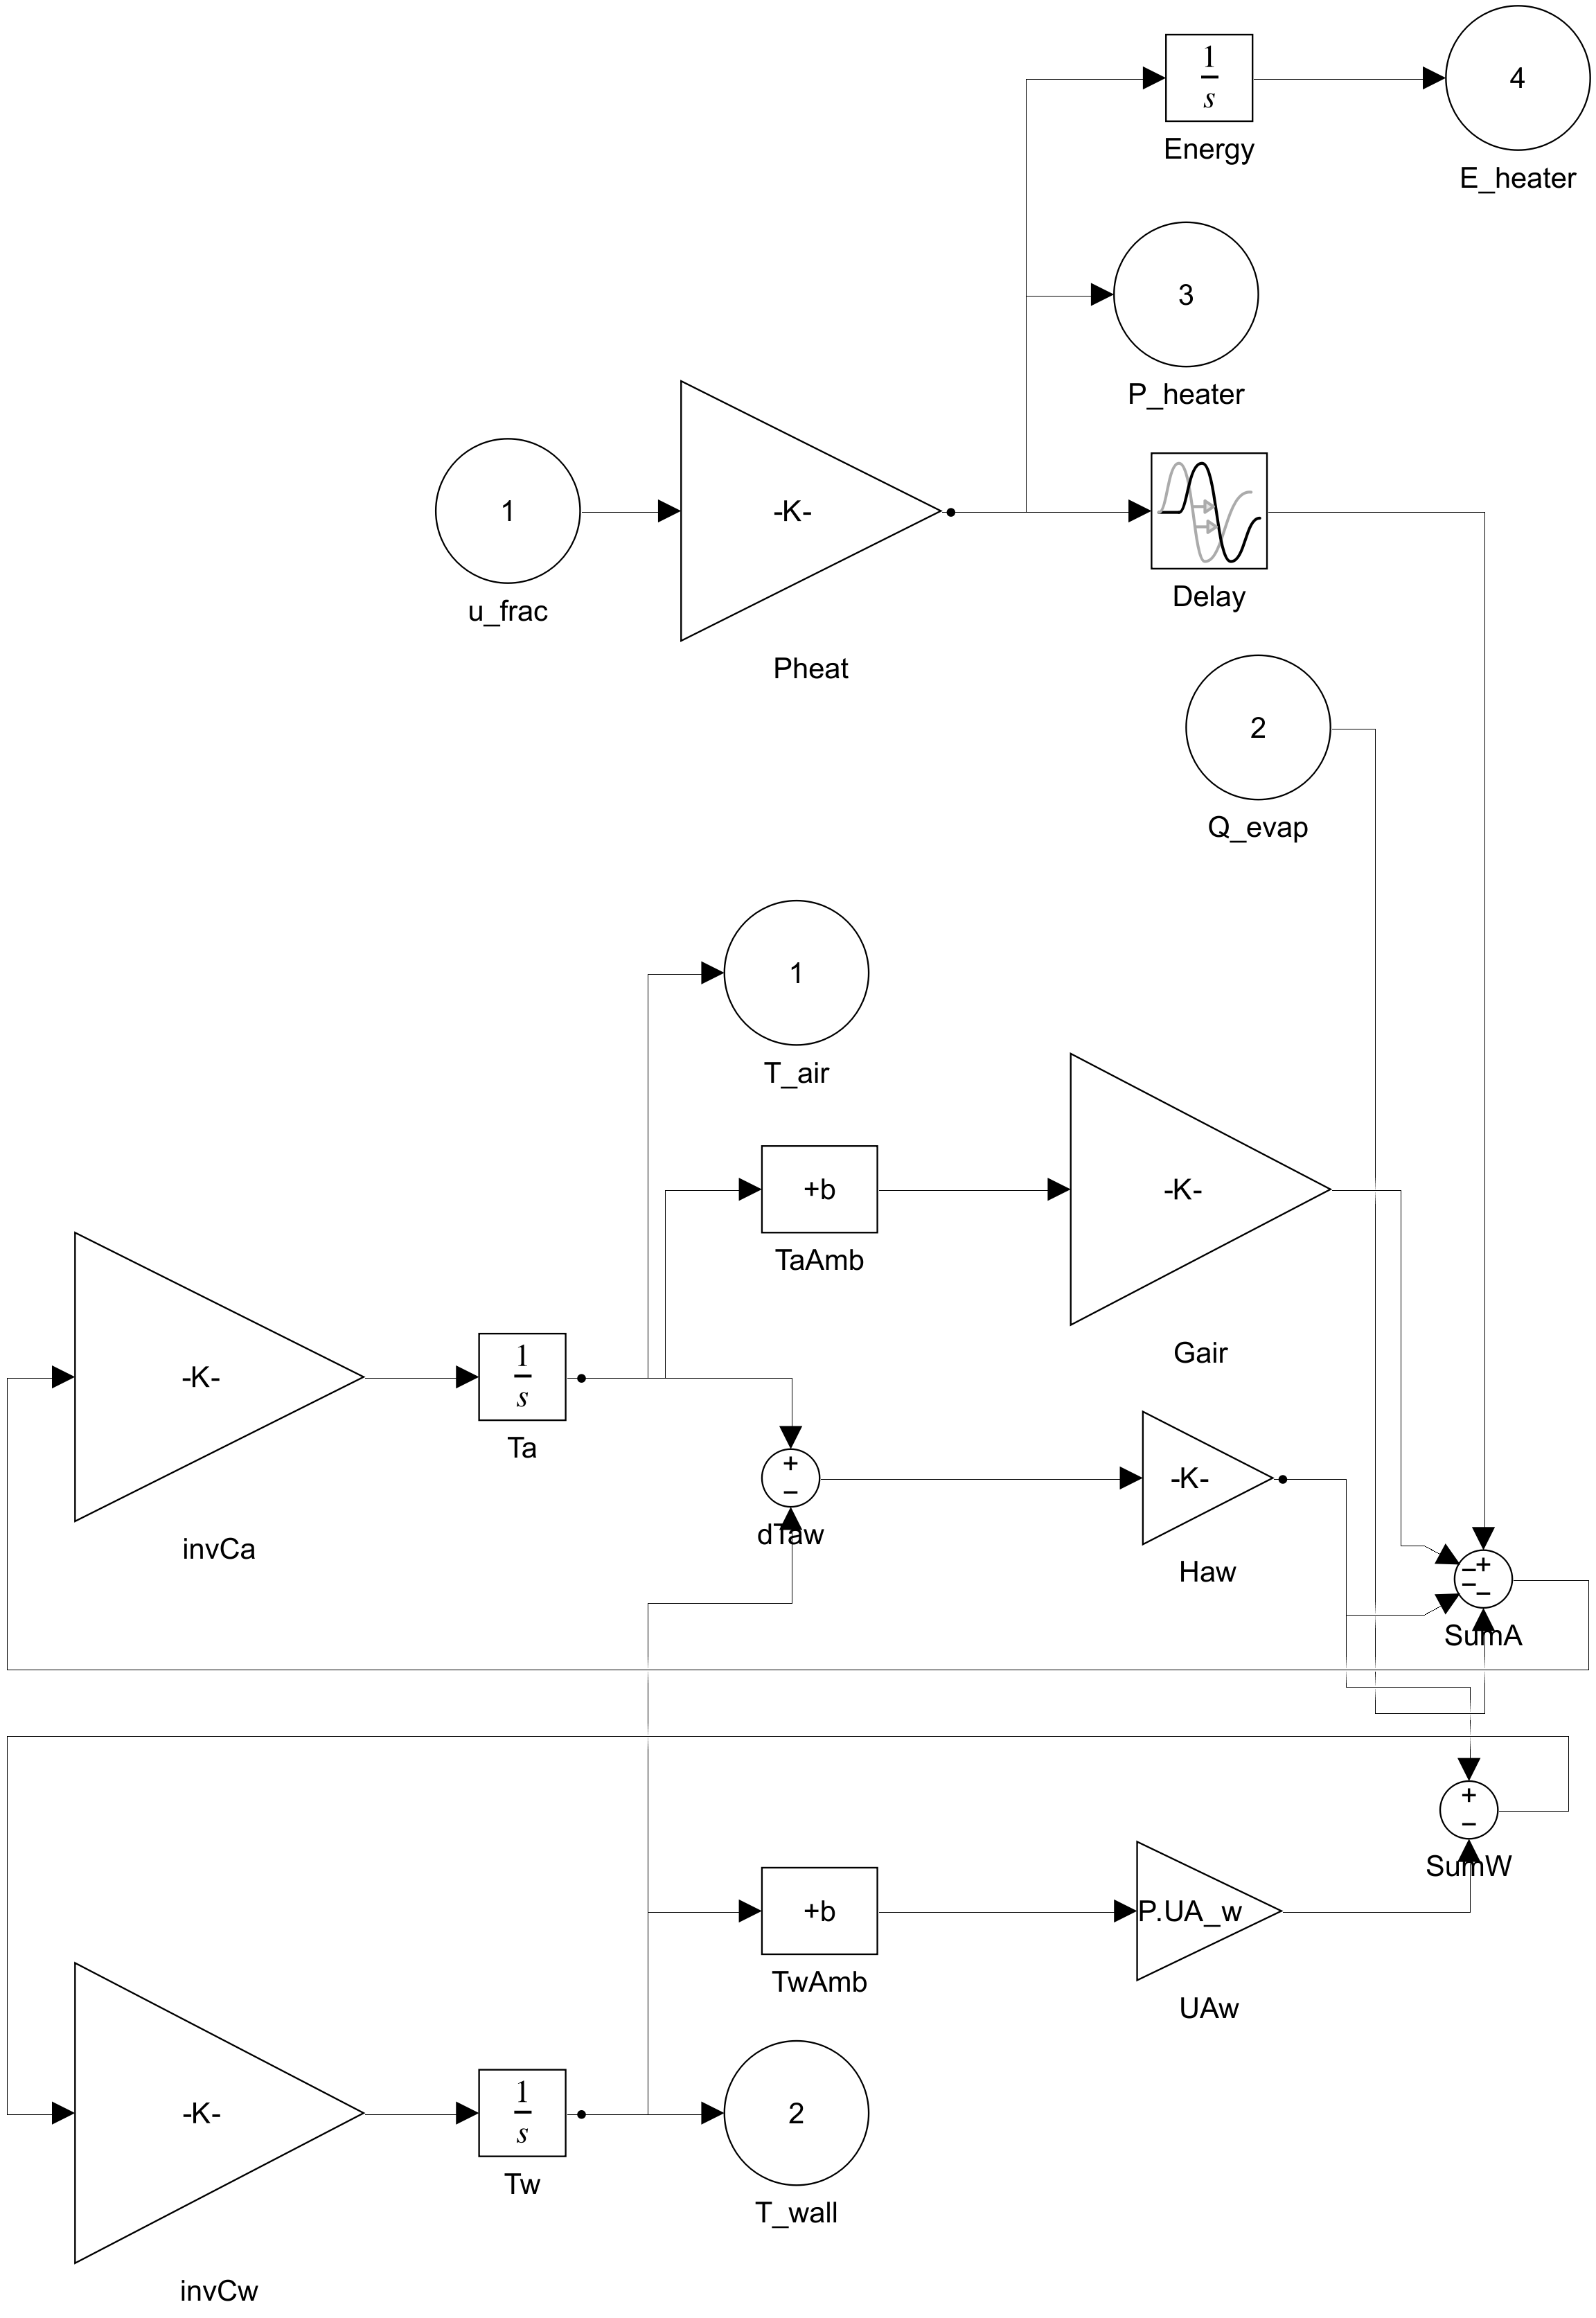 1
s
Energy
4
E_heater
3
P_heater
1
u_frac
-K-
Pheat
Delay
2
Q_evap
1
T_air
+b
TaAmb
-K-
Gair
-K-
invCa
1
s
Ta
+
−
dTaw
-K-
Haw
+
−
−
−
SumA
+
−
SumW
+b
TwAmb
P.UA_w
UAw
-K-
invCw
1
s
Tw
2
T_wall